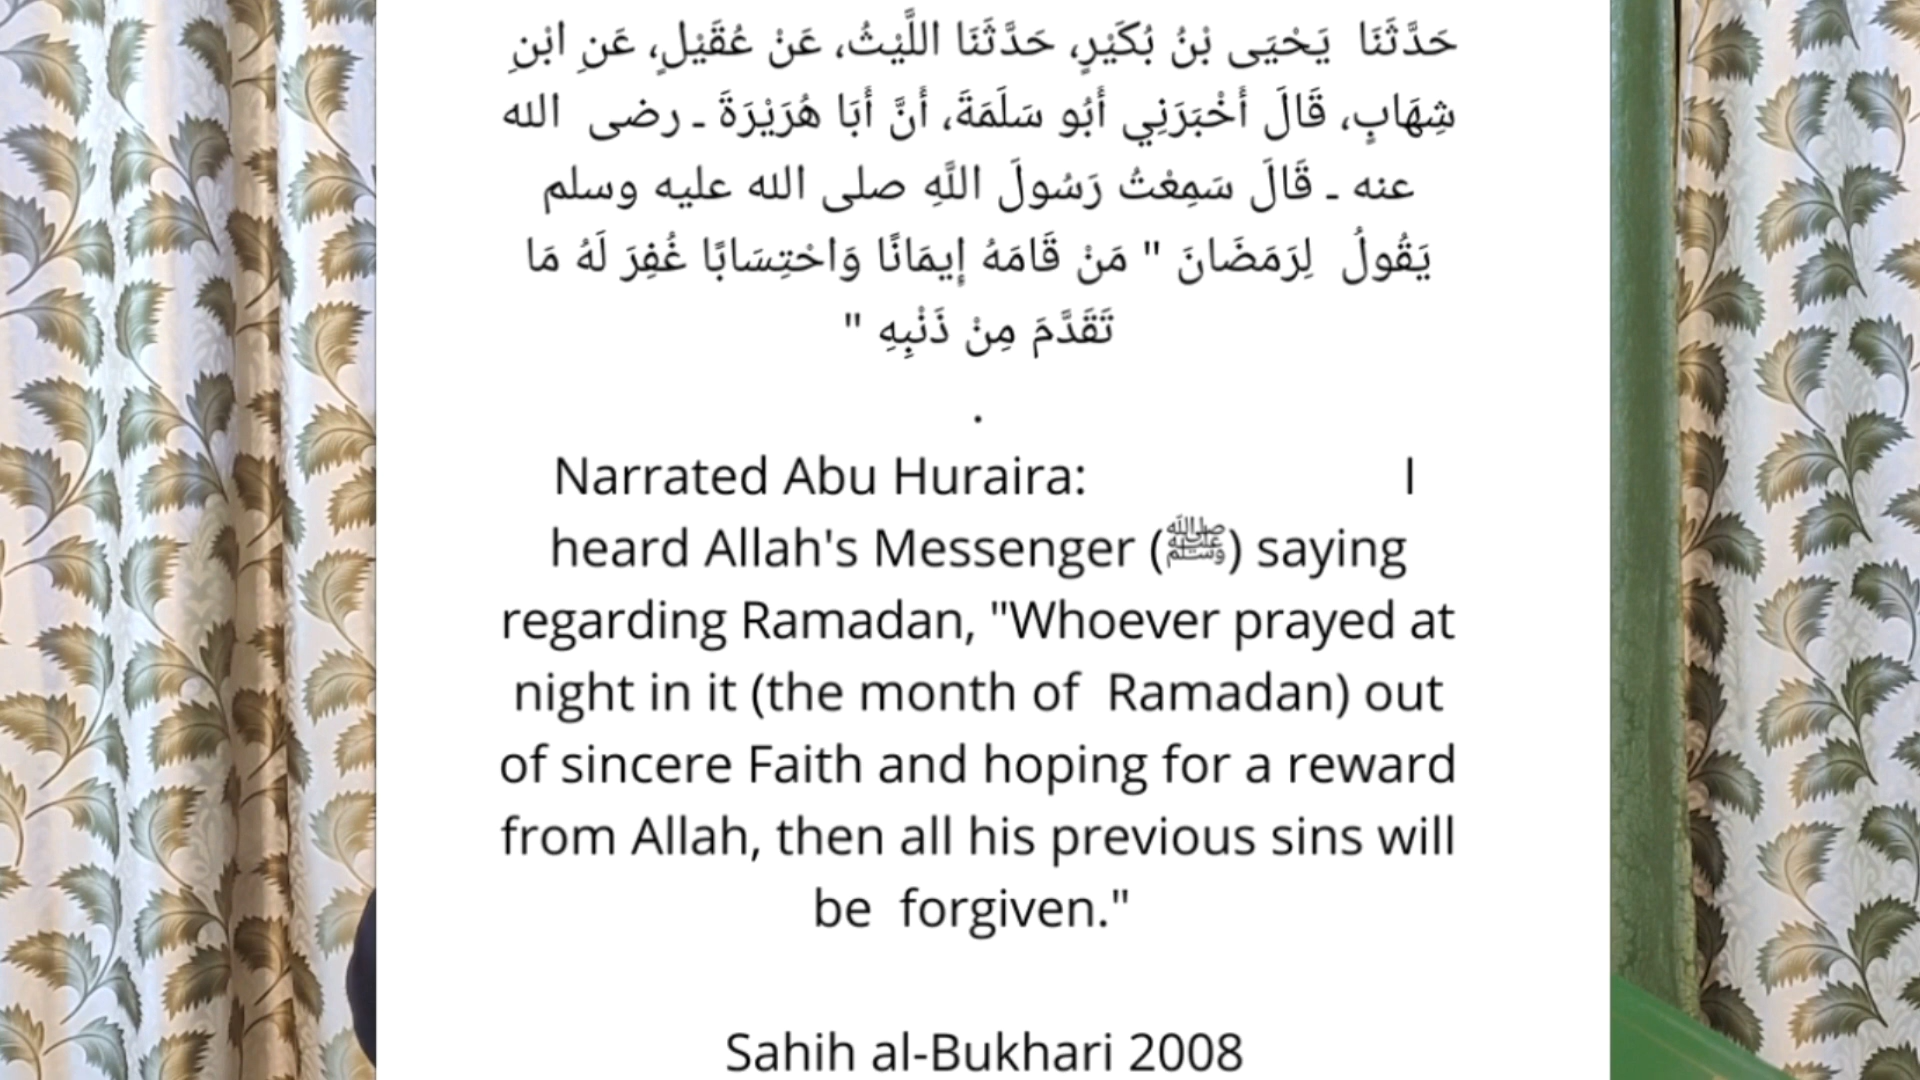 حَدَّثَنَا يَحْيَى بْنُ بُكَيْرٍ، حَدَّثَنَا اللَّيْثُ، عَنْ عُقَيْلٍ، عَنِ ابْنِ
شِهَابٍ، قَالَ أَخْبَرَنِي أَبُو سَلَمَةَ، أَنَّ أَبَا هُرَيْرَةَ ـ رضى الله
عنه ـ قَالَ سَمِعْتُ رَسُولَ اللَّهِ صلى الله عليه وسلم
يَقُولُ لِرَمَضَانَ " مَنْ قَامَهُ إِيمَانًا وَاحْتِسَابًا غُفِرَ لَهُ مَا
تَقَدَّمَ مِنْ ذَنْبِهِ "
.
Narrated Abu Huraira: I
heard Allah's Messenger (ﷺ) saying
regarding Ramadan, "Whoever prayed at
night in it (the month of Ramadan) out
of sincere Faith and hoping for a reward
from Allah, then all his previous sins will
be forgiven."
Sahih al-Bukhari 2008